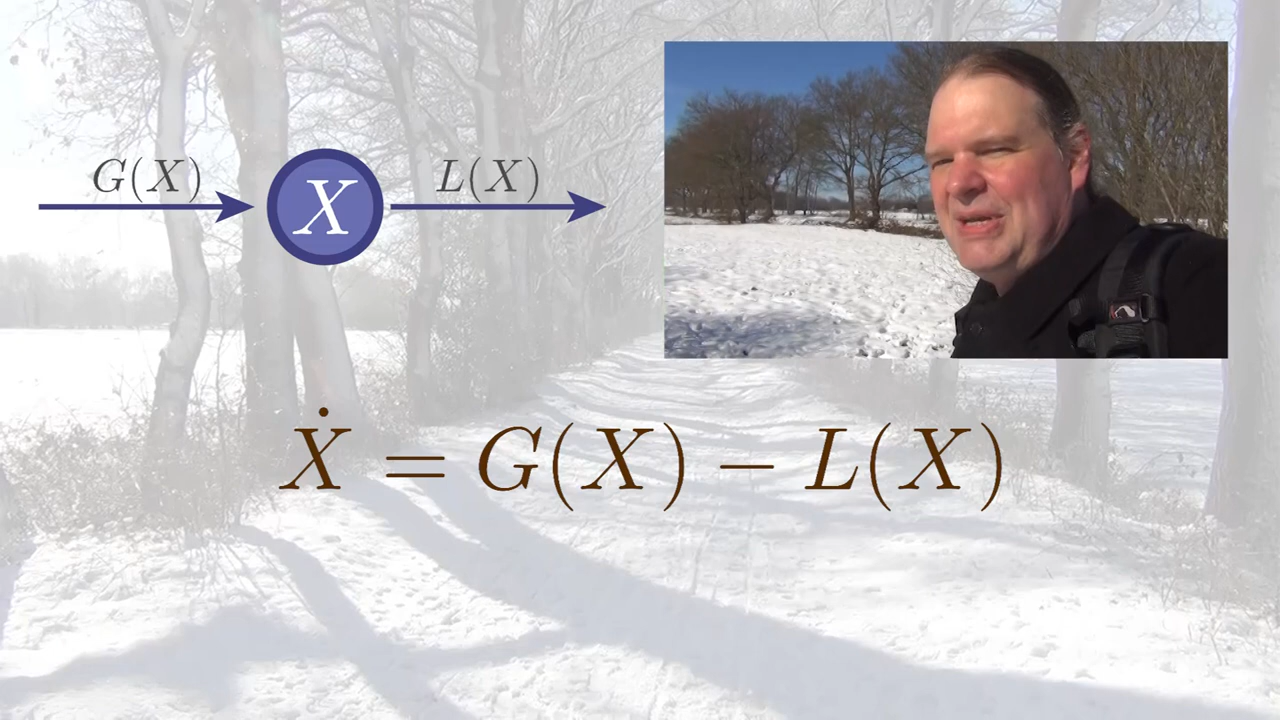 G(X) X L(X)
Ẋ = G(X) − L(X)